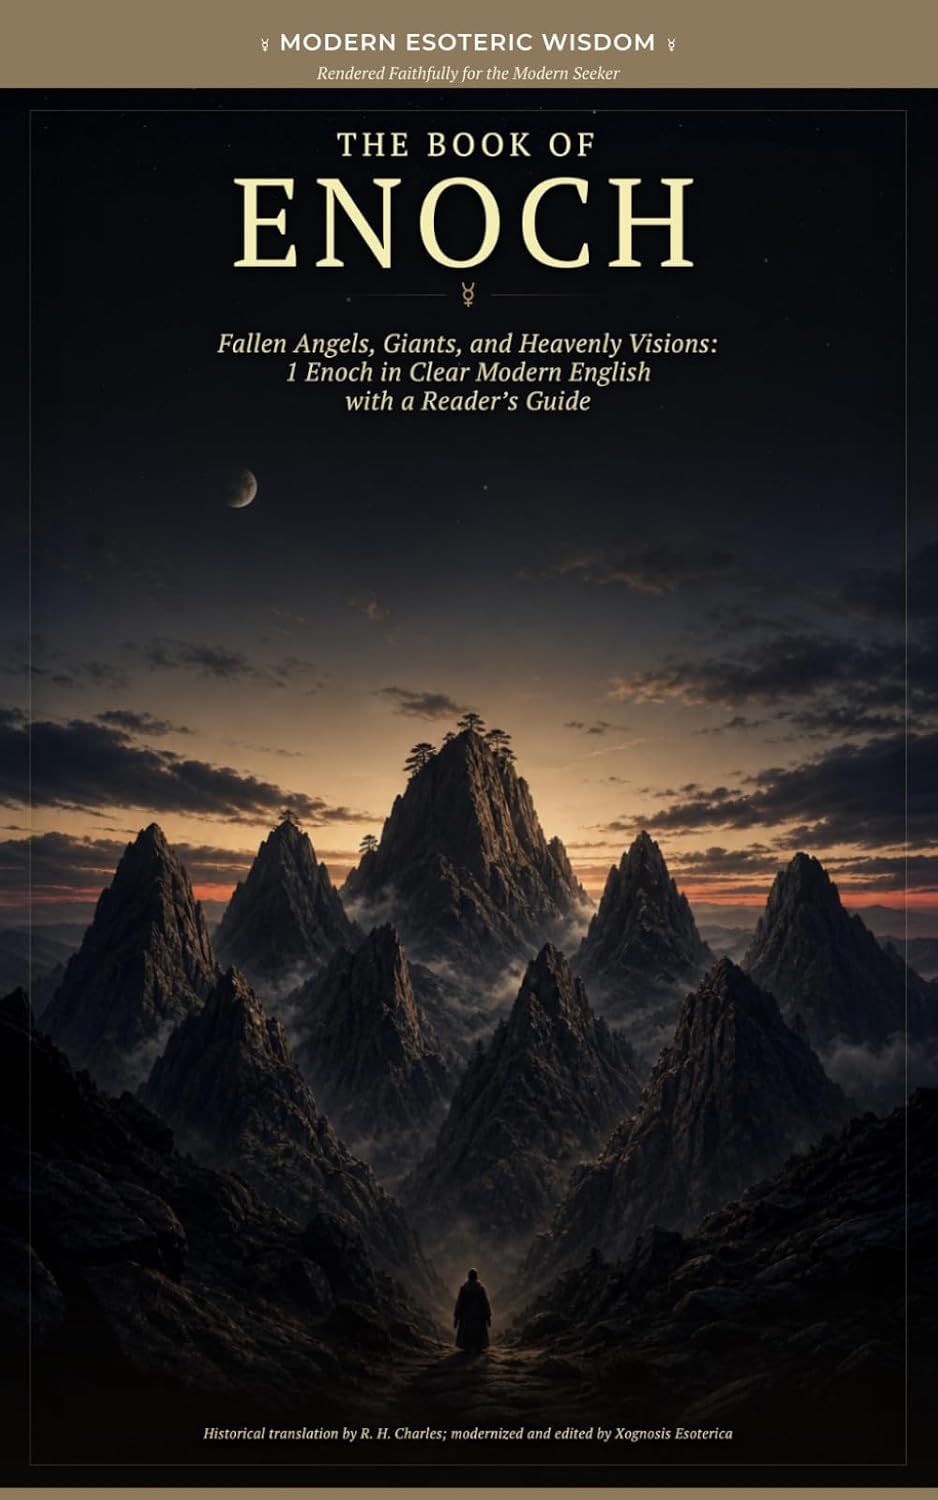 ☿ MODERN ESOTERIC WISDOM ☿
Rendered Faithfully for the Modern Seeker
THE BOOK OF
ENOCH
☿
Fallen Angels, Giants, and Heavenly Visions:
1 Enoch in Clear Modern English
with a Reader’s Guide
Historical translation by R. H. Charles; modernized and edited by Xognosis Esoterica